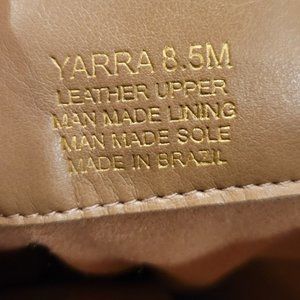 YARRA 8.5M
LEATHER UPPER
MAN MADE LINING
MAN MADE SOLE
MADE IN BRAZIL